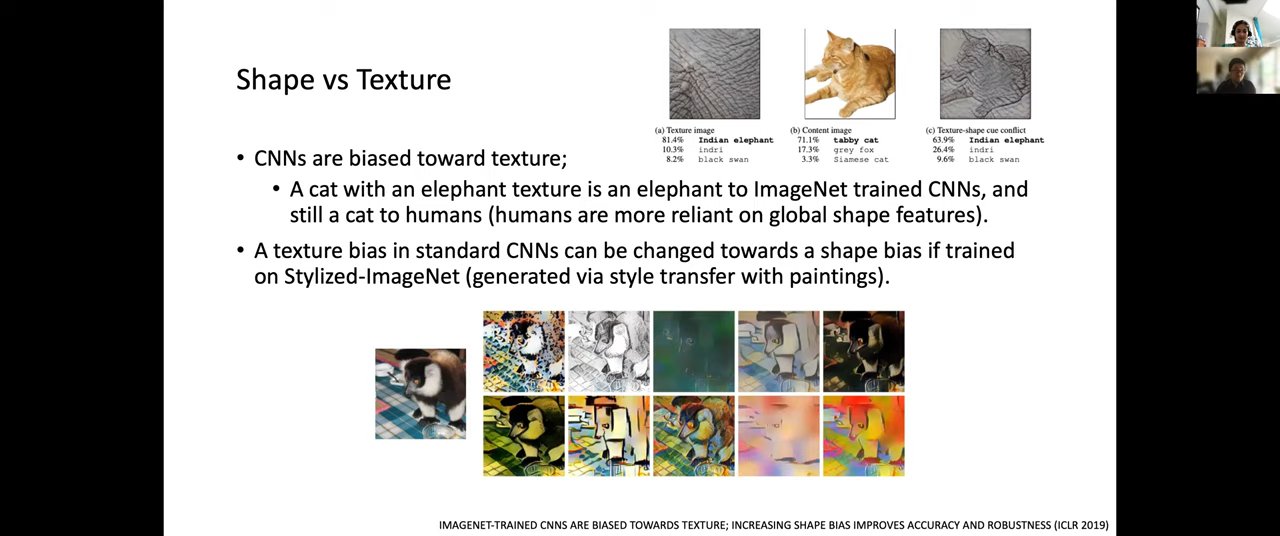 Shape vs Texture
(a) Texture image
81.4% Indian elephant
10.3% indri
8.2% black swan
(b) Content image
71.1% tabby cat
17.3% grey fox
3.3% Siamese cat
(c) Texture-shape cue conflict
63.9% Indian elephant
26.4% indri
9.6% black swan
• CNNs are biased toward texture;
• A cat with an elephant texture is an elephant to ImageNet trained CNNs, and
still a cat to humans (humans are more reliant on global shape features).
• A texture bias in standard CNNs can be changed towards a shape bias if trained
on Stylized-ImageNet (generated via style transfer with paintings).
IMAGENET-TRAINED CNNS ARE BIASED TOWARDS TEXTURE; INCREASING SHAPE BIAS IMPROVES ACCURACY AND ROBUSTNESS (ICLR 2019)